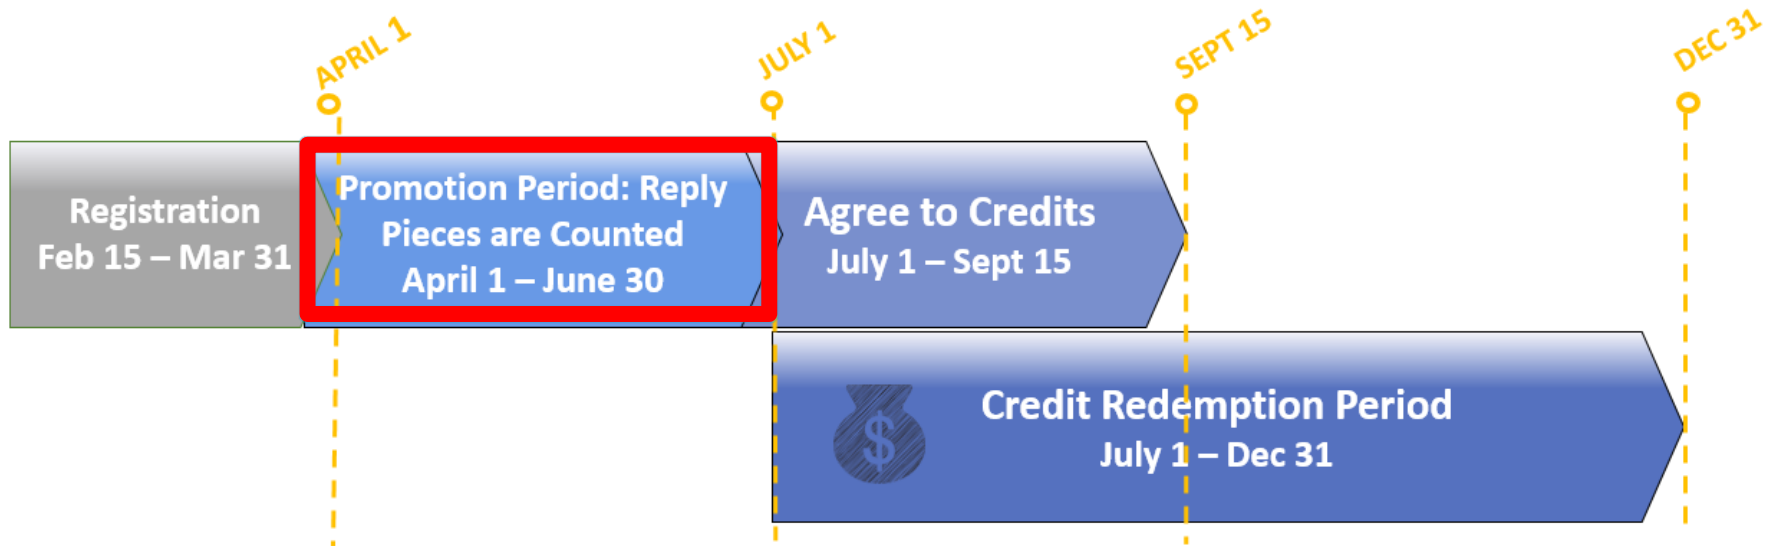 APRIL 1
JULY 1
SEPT 15
DEC 31
Registration
Feb 15 – Mar 31
Promotion Period: Reply
Pieces are Counted
April 1 – June 30
Agree to Credits
July 1 – Sept 15
$
Credit Redemption Period
July 1 – Dec 31